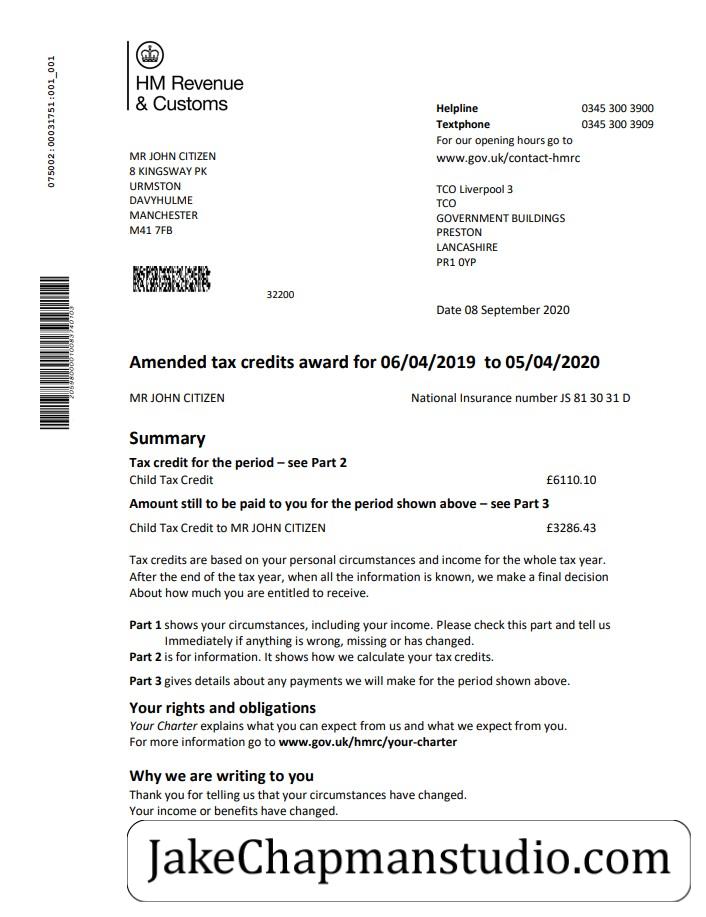 075002:00031751:001_001
HM Revenue
& Customs
Helpline 0345 300 3900
Textphone 0345 300 3909
For our opening hours go to
www.gov.uk/contact-hmrc
MR JOHN CITIZEN
8 KINGSWAY PK
URMSTON
DAVYHULME
MANCHESTER
M41 7FB
TCO Liverpool 3
TCO
GOVERNMENT BUILDINGS
PRESTON
LANCASHIRE
PR1 0YP
32200
Date 08 September 2020
Amended tax credits award for 06/04/2019 to 05/04/2020
MR JOHN CITIZEN National Insurance number JS 81 30 31 D
Summary
Tax credit for the period – see Part 2
Child Tax Credit £6110.10
Amount still to be paid to you for the period shown above – see Part 3
Child Tax Credit to MR JOHN CITIZEN £3286.43
Tax credits are based on your personal circumstances and income for the whole tax year.
After the end of the tax year, when all the information is known, we make a final decision
About how much you are entitled to receive.
Part 1 shows your circumstances, including your income. Please check this part and tell us
Immediately if anything is wrong, missing or has changed.
Part 2 is for information. It shows how we calculate your tax credits.
Part 3 gives details about any payments we will make for the period shown above.
Your rights and obligations
Your Charter explains what you can expect from us and what we expect from you.
For more information go to www.gov.uk/hmrc/your-charter
Why we are writing to you
Thank you for telling us that your circumstances have changed.
Your income or benefits have changed.
JakeChapmanstudio.com